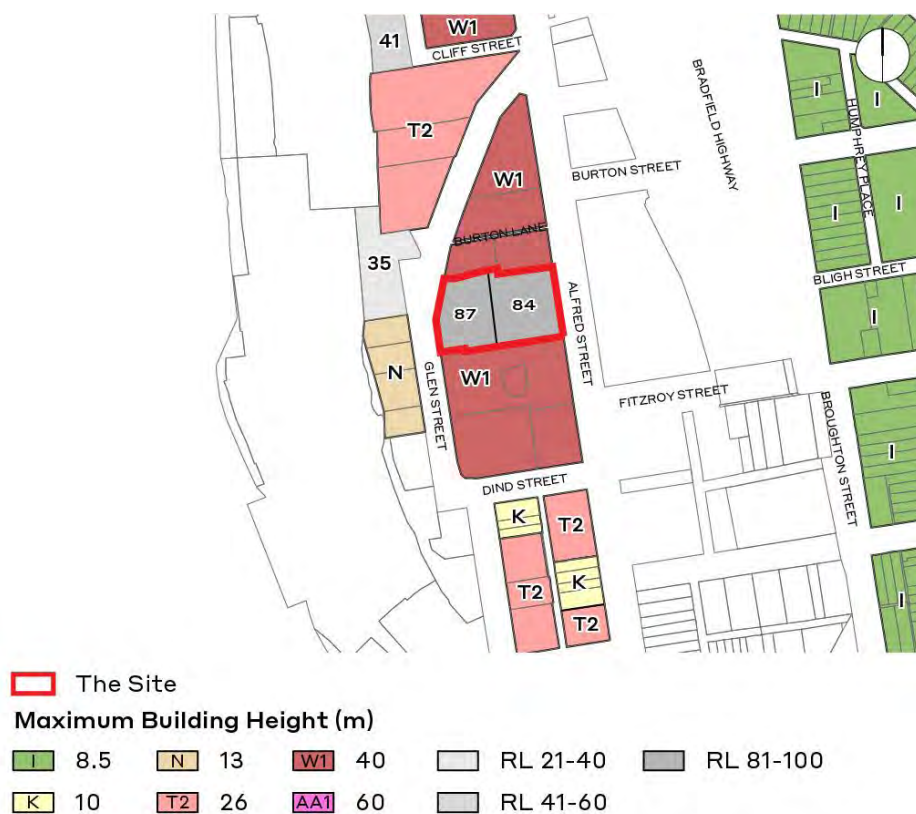 41
W1
CLIFF STREET
T2
BRADFIELD HIGHWAY
I
I
HUMPHREY PLACE
W1
BURTON STREET
I
I
BURTON LANE
35
BLIGH STREET
87
84
ALFRED STREET
I
N
GLEN STREET
W1
FITZROY STREET
BROUGHTON STREET
I
DIND STREET
K
T2
T2
K
T2
I
The Site
Maximum Building Height (m)
I 8.5 N 13 W1 40 RL 21-40 RL 81-100
K 10 T2 26 AA1 60 RL 41-60